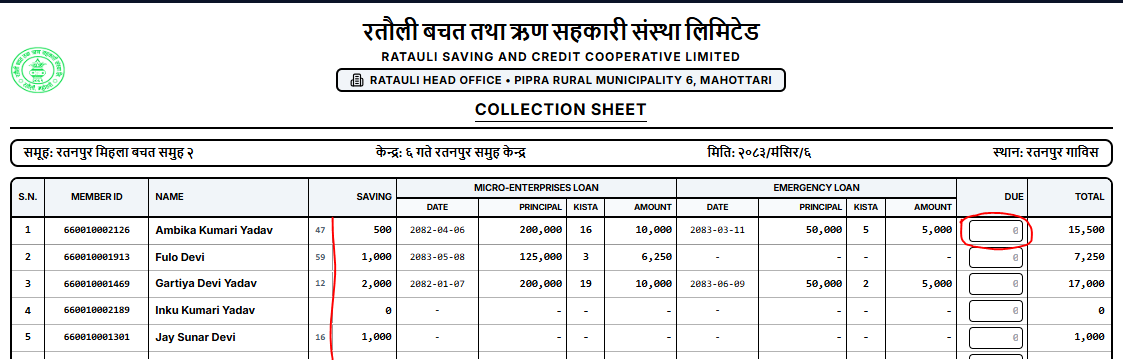 रतौली बचत तथा ऋण सहकारी संस्था लिमिटेड
RATAULI SAVING AND CREDIT COOPERATIVE LIMITED
RATAULI HEAD OFFICE • PIPRA RURAL MUNICIPALITY 6, MAHOTTARI
COLLECTION SHEET
समूह: रतनपुर मिहला बचत समुह २ केन्द्र: ६ गते रतनपुर समुह केन्द्र मिति: २०८३/मंसिर/६ स्थान: रतनपुर गाविस
S.N. MEMBER ID NAME SAVING MICRO-ENTERPRISES LOAN EMERGENCY LOAN DUE TOTAL
DATE PRINCIPAL KISTA AMOUNT DATE PRINCIPAL KISTA AMOUNT
1 660010002126 Ambika Kumari Yadav 47 500 2082-04-06 200,000 16 10,000 2083-03-11 50,000 5 5,000 0 15,500
2 660010001913 Fulo Devi 59 1,000 2083-05-08 125,000 3 6,250 - - - - 0 7,250
3 660010001469 Gartiya Devi Yadav 12 2,000 2082-01-07 200,000 19 10,000 2083-06-09 50,000 2 5,000 0 17,000
4 660010002189 Inku Kumari Yadav 0 - - - - - - - - 0 0
5 660010001301 Jay Sunar Devi 16 1,000 - - - - - - - - 0 1,000